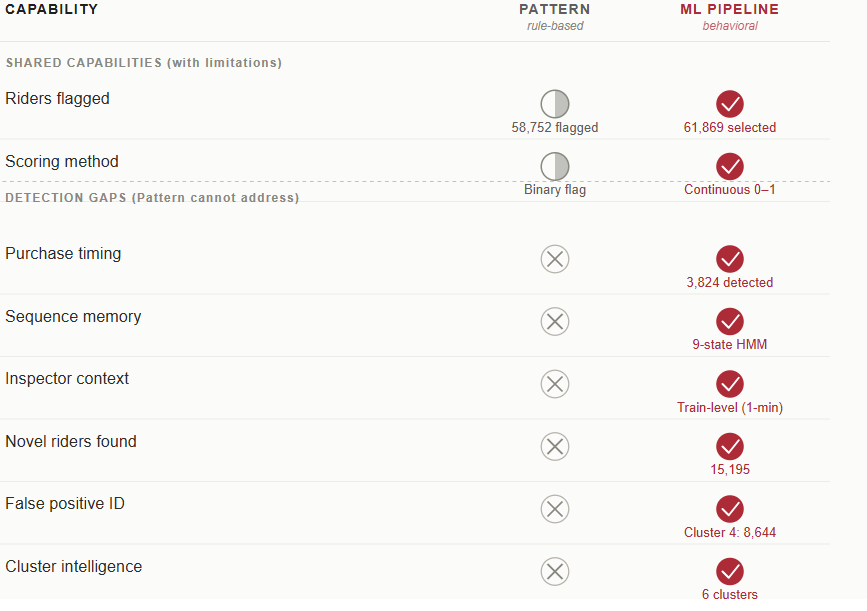 CAPABILITY PATTERN ML PIPELINE
rule-based behavioral
SHARED CAPABILITIES (with limitations)
Riders flagged
58,752 flagged 61,869 selected
Scoring method
Binary flag Continuous 0–1
DETECTION GAPS (Pattern cannot address)
Purchase timing
3,824 detected
Sequence memory
9-state HMM
Inspector context
Train-level (1-min)
Novel riders found
15,195
False positive ID
Cluster 4: 8,644
Cluster intelligence
6 clusters